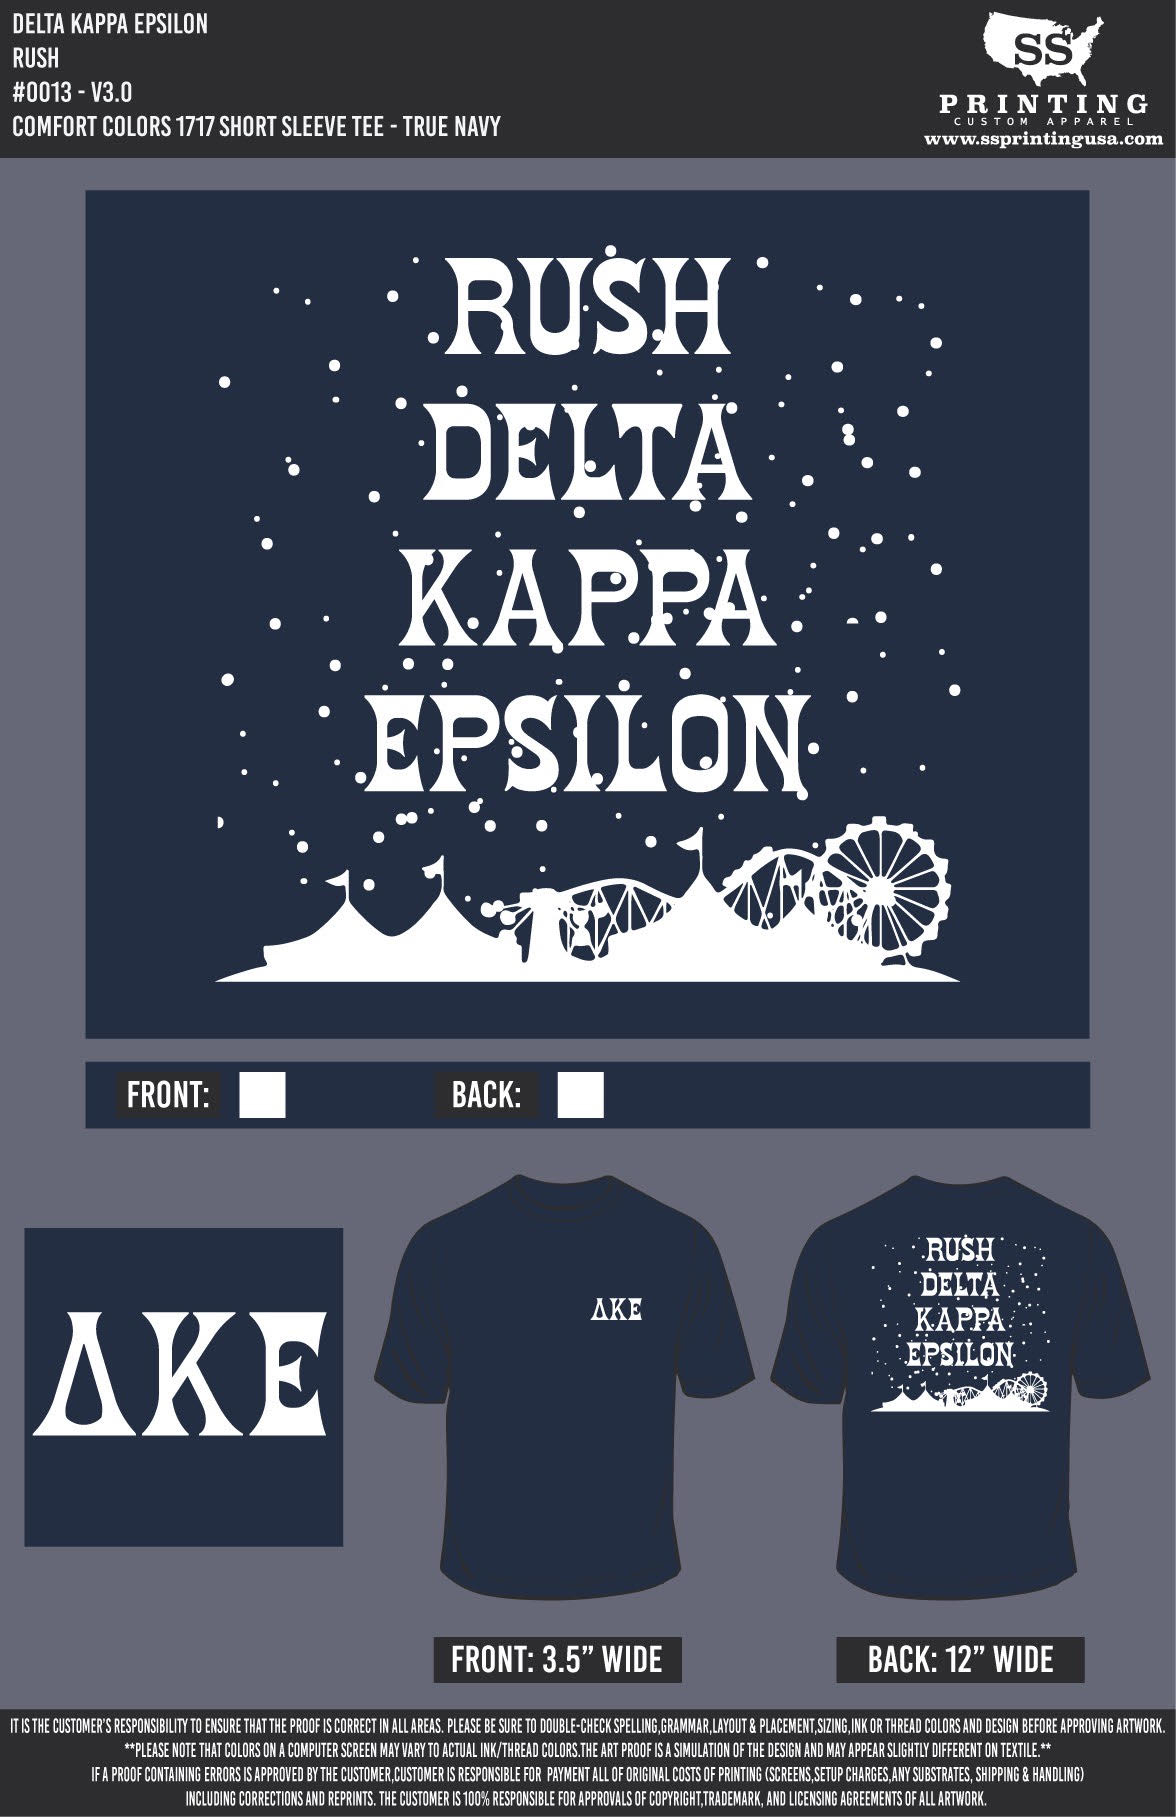 DELTA KAPPA EPSILON
RUSH
#0013 - V3.0
COMFORT COLORS 1717 SHORT SLEEVE TEE - TRUE NAVY
SS
PRINTING
CUSTOM APPAREL
www.ssprintingusa.com
RUSH
DELTA
KAPPA
EPSILON
FRONT:
BACK:
ΔΚΕ
ΔΚΕ
RUSH
DELTA
KAPPA
EPSILON
FRONT: 3.5” WIDE
BACK: 12” WIDE
IT IS THE CUSTOMER'S RESPONSIBILITY TO ENSURE THAT THE PROOF IS CORRECT IN ALL AREAS. PLEASE BE SURE TO DOUBLE-CHECK SPELLING,GRAMMAR,LAYOUT & PLACEMENT,SIZING,INK OR THREAD COLORS AND DESIGN BEFORE APPROVING ARTWORK.
**PLEASE NOTE THAT COLORS ON A COMPUTER SCREEN MAY VARY TO ACTUAL INK/THREAD COLORS.THE ART PROOF IS A SIMULATION OF THE DESIGN AND MAY APPEAR SLIGHTLY DIFFERENT ON TEXTILE.**
IF A PROOF CONTAINING ERRORS IS APPROVED BY THE CUSTOMER,CUSTOMER IS RESPONSIBLE FOR PAYMENT ALL OF ORIGINAL COSTS OF PRINTING (SCREENS,SETUP CHARGES,ANY SUBSTRATES, SHIPPING & HANDLING)
INCLUDING CORRECTIONS AND REPRINTS. THE CUSTOMER IS 100% RESPONSIBLE FOR APPROVALS OF COPYRIGHT,TRADEMARK, AND LICENSING AGREEMENTS OF ALL ARTWORK.